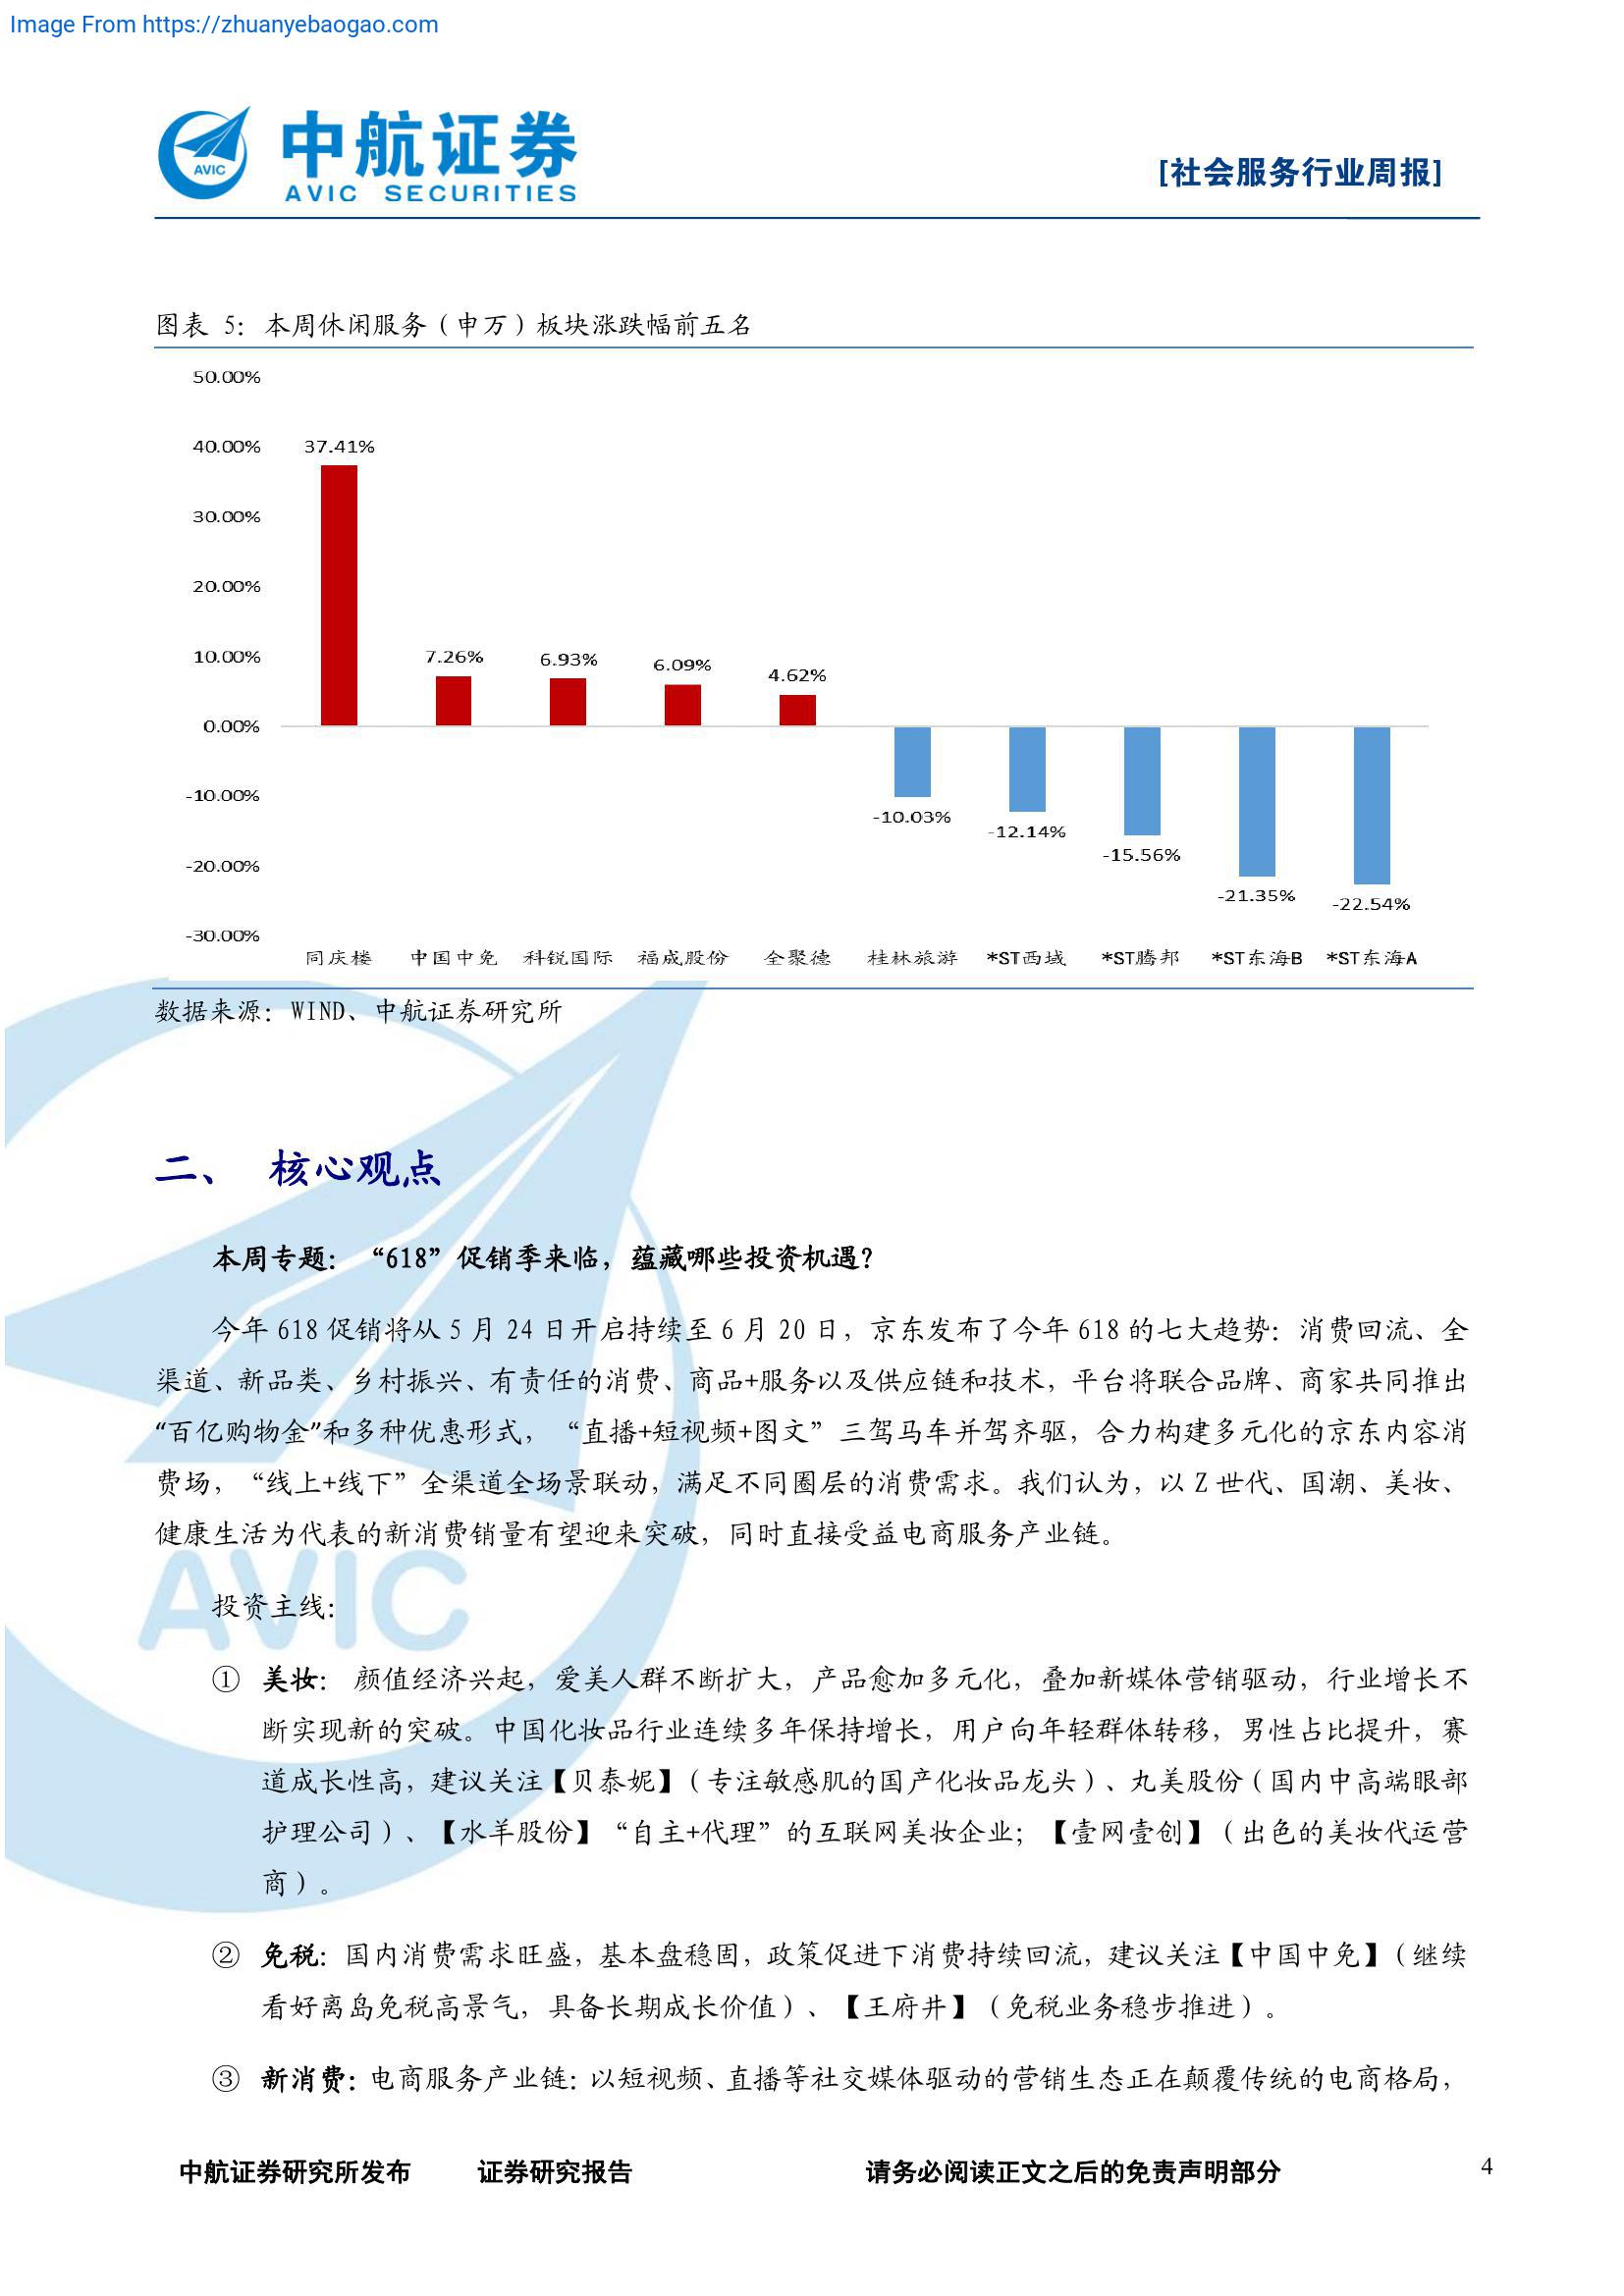 Image From https://zhuanyebaogao.com
AVIC
中航证券
AVIC SECURITIES
[社会服务行业周报]
图表 5：本周休闲服务（申万）板块涨跌幅前五名
50.00%
40.00%
30.00%
20.00%
10.00%
0.00%
-10.00%
-20.00%
-30.00%
37.41%
7.26%
6.93%
6.09%
4.62%
-10.03%
-12.14%
-15.56%
-21.35%
-22.54%
同庆楼 中国中免 科锐国际 福成股份 全聚德 桂林旅游 *ST西域 *ST腾邦 *ST东海B *ST东海A
数据来源：WIND、中航证券研究所
二、 核心观点
本周专题：“618”促销季来临，蕴藏哪些投资机遇？
今年 618 促销将从 5 月 24 日开启持续至 6 月 20 日，京东发布了今年 618 的七大趋势：消费回流、全
渠道、新品类、乡村振兴、有责任的消费、商品+服务以及供应链和技术，平台将联合品牌、商家共同推出
“百亿购物金”和多种优惠形式，“直播+短视频+图文”三驾马车并驾齐驱，合力构建多元化的京东内容消
费场，“线上+线下”全渠道全场景联动，满足不同圈层的消费需求。我们认为，以 Z 世代、国潮、美妆、
健康生活为代表的新消费销量有望迎来突破，同时直接受益电商服务产业链。
AVIC
投资主线：
① 美妆： 颜值经济兴起，爱美人群不断扩大，产品愈加多元化，叠加新媒体营销驱动，行业增长不
断实现新的突破。中国化妆品行业连续多年保持增长，用户向年轻群体转移，男性占比提升，赛
道成长性高，建议关注【贝泰妮】（专注敏感肌的国产化妆品龙头）、丸美股份（国内中高端眼部
护理公司）、【水羊股份】“自主+代理”的互联网美妆企业；【壹网壹创】（出色的美妆代运营
商）。
② 免税：国内消费需求旺盛，基本盘稳固，政策促进下消费持续回流，建议关注【中国中免】（继续
看好离岛免税高景气，具备长期成长价值）、【王府井】（免税业务稳步推进）。
③ 新消费：电商服务产业链：以短视频、直播等社交媒体驱动的营销生态正在颠覆传统的电商格局，
中航证券研究所发布 证券研究报告 请务必阅读正文之后的免责声明部分 4